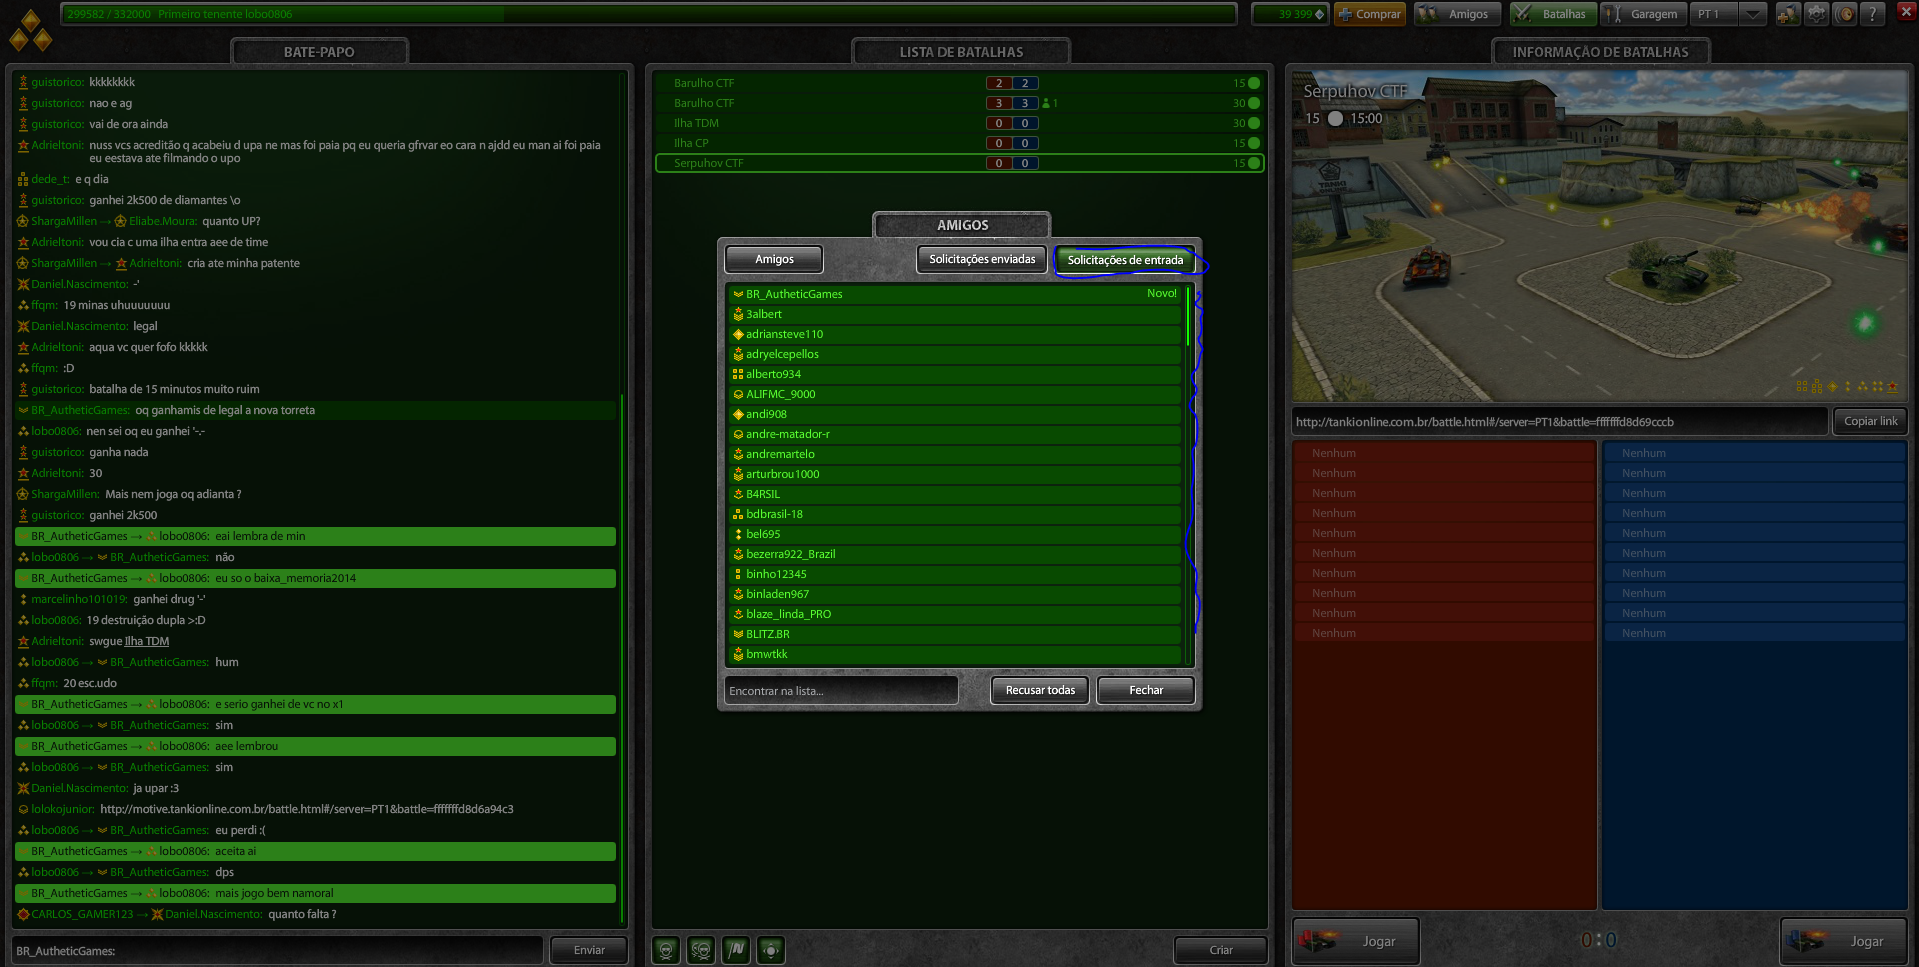 299582 / 332000 Primeiro tenente lobo0806
39 399
Comprar
Amigos
Batalhas
Garagem
PT 1
?
BATE-PAPO
guistorico: kkkkkkkk
guistorico: nao e ag
guistorico: vai de ora ainda
Adrieltoni: nuss vcs acreditão q acabeiu d upa ne mas foi paia pq eu queria gfrvar eo cara n ajdd eu man ai foi paia
eu eestava ate filmando o upo
dede_t: e q dia
guistorico: ganhei 2k500 de diamantes \o
ShargaMillen → Eliabe.Moura: quanto UP?
Adrieltoni: vou cia c uma ilha entra aee de time
ShargaMillen → Adrieltoni: cria ate minha patente
Daniel.Nascimento: -'
ffqm: 19 minas uhuuuuuuu
Daniel.Nascimento: legal
Adrieltoni: aqua vc quer fofo kkkkk
ffqm: :D
guistorico: batalha de 15 minutos muito ruim
BR_AutheticGames: oq ganhamis de legal a nova torreta
lobo0806: nen sei oq eu ganhei '-.-
guistorico: ganha nada
Adrieltoni: 30
ShargaMillen: Mais nem joga oq adianta ?
guistorico: ganhei 2k500
BR_AutheticGames → lobo0806: eai lembra de min
lobo0806 → BR_AutheticGames: não
BR_AutheticGames → lobo0806: eu so o baixa_memoria2014
marcelinho101019: ganhei drug '-'
lobo0806: 19 destruição dupla >:D
Adrieltoni: swgue Ilha TDM
lobo0806 → BR_AutheticGames: hum
ffqm: 20 esc.udo
BR_AutheticGames → lobo0806: e serio ganhei de vc no x1
lobo0806 → BR_AutheticGames: sim
BR_AutheticGames → lobo0806: aee lembrou
lobo0806 → BR_AutheticGames: sim
Daniel.Nascimento: ja upar :3
lolokojunior: http://motive.tankionline.com.br/battle.html#/server=PT1&battle=fffffffd8d6a94c3
lobo0806 → BR_AutheticGames: eu perdi :(
BR_AutheticGames → lobo0806: aceita ai
lobo0806 → BR_AutheticGames: dps
BR_AutheticGames → lobo0806: mais jogo bem namoral
CARLOS_GAMER123 → Daniel.Nascimento: quanto falta ?
BR_AutheticGames:
Enviar
LISTA DE BATALHAS
Barulho CTF 2 2 15
Barulho CTF 3 3 1 30
Ilha TDM 0 0 30
Ilha CP 0 0 15
Serpuhov CTF 0 0 15
AMIGOS
Amigos
Solicitações enviadas
Solicitações de entrada
BR_AutheticGames Novo!
3albert
adriansteve110
adryelcepellos
alberto934
ALIFMC_9000
andi908
andre-matador-r
andremartelo
arturbrou1000
B4RSIL
bdbrasil-18
bel695
bezerra922_Brazil
binho12345
binladen967
blaze_linda_PRO
BLITZ.BR
bmwtkk
Encontrar na lista...
Recusar todas
Fechar
Criar
INFORMAÇÃO DE BATALHAS
Serpuhov CTF
15 15:00
TANKI
ONLINE
http://tankionline.com.br/battle.html#/server=PT1&battle=fffffffd8d69cccb
Copiar link
Nenhum Nenhum
Nenhum Nenhum
Nenhum Nenhum
Nenhum Nenhum
Nenhum Nenhum
Nenhum Nenhum
Nenhum Nenhum
Nenhum Nenhum
Nenhum Nenhum
Nenhum Nenhum
Jogar
0 : 0
Jogar